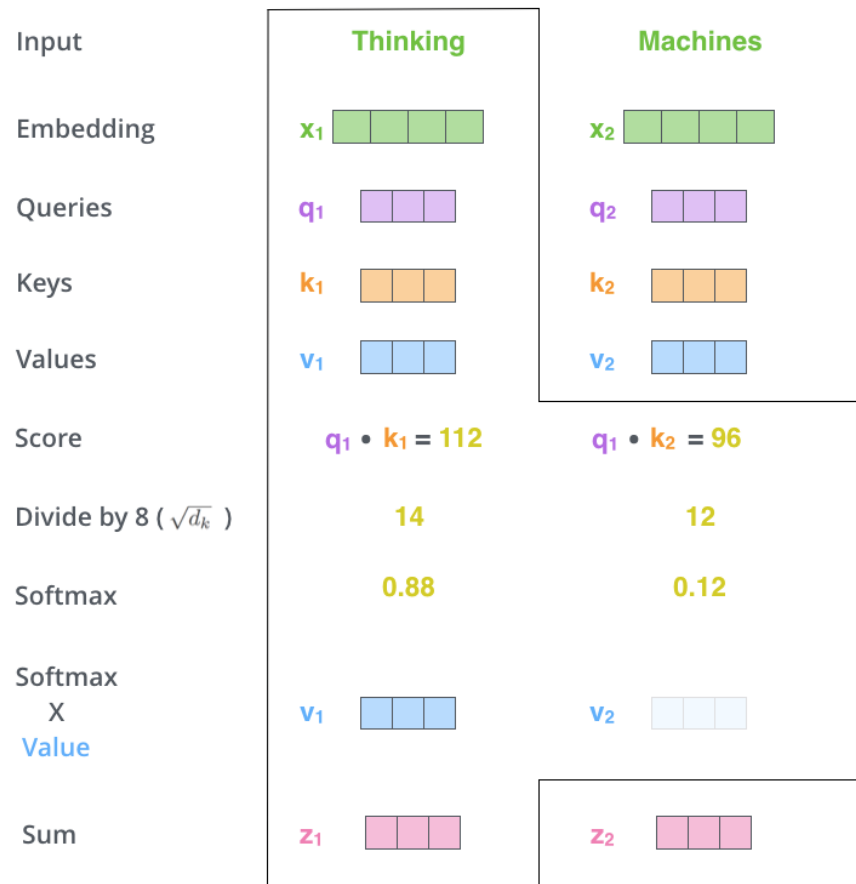 Input Thinking Machines
Embedding x₁ x₂
Queries q₁ q₂
Keys k₁ k₂
Values v₁ v₂
Score q₁ • k₁ = 112 q₁ • k₂ = 96
Divide by 8 ( √dₖ ) 14 12
Softmax 0.88 0.12
Softmax
X
Value v₁ v₂
Sum z₁ z₂